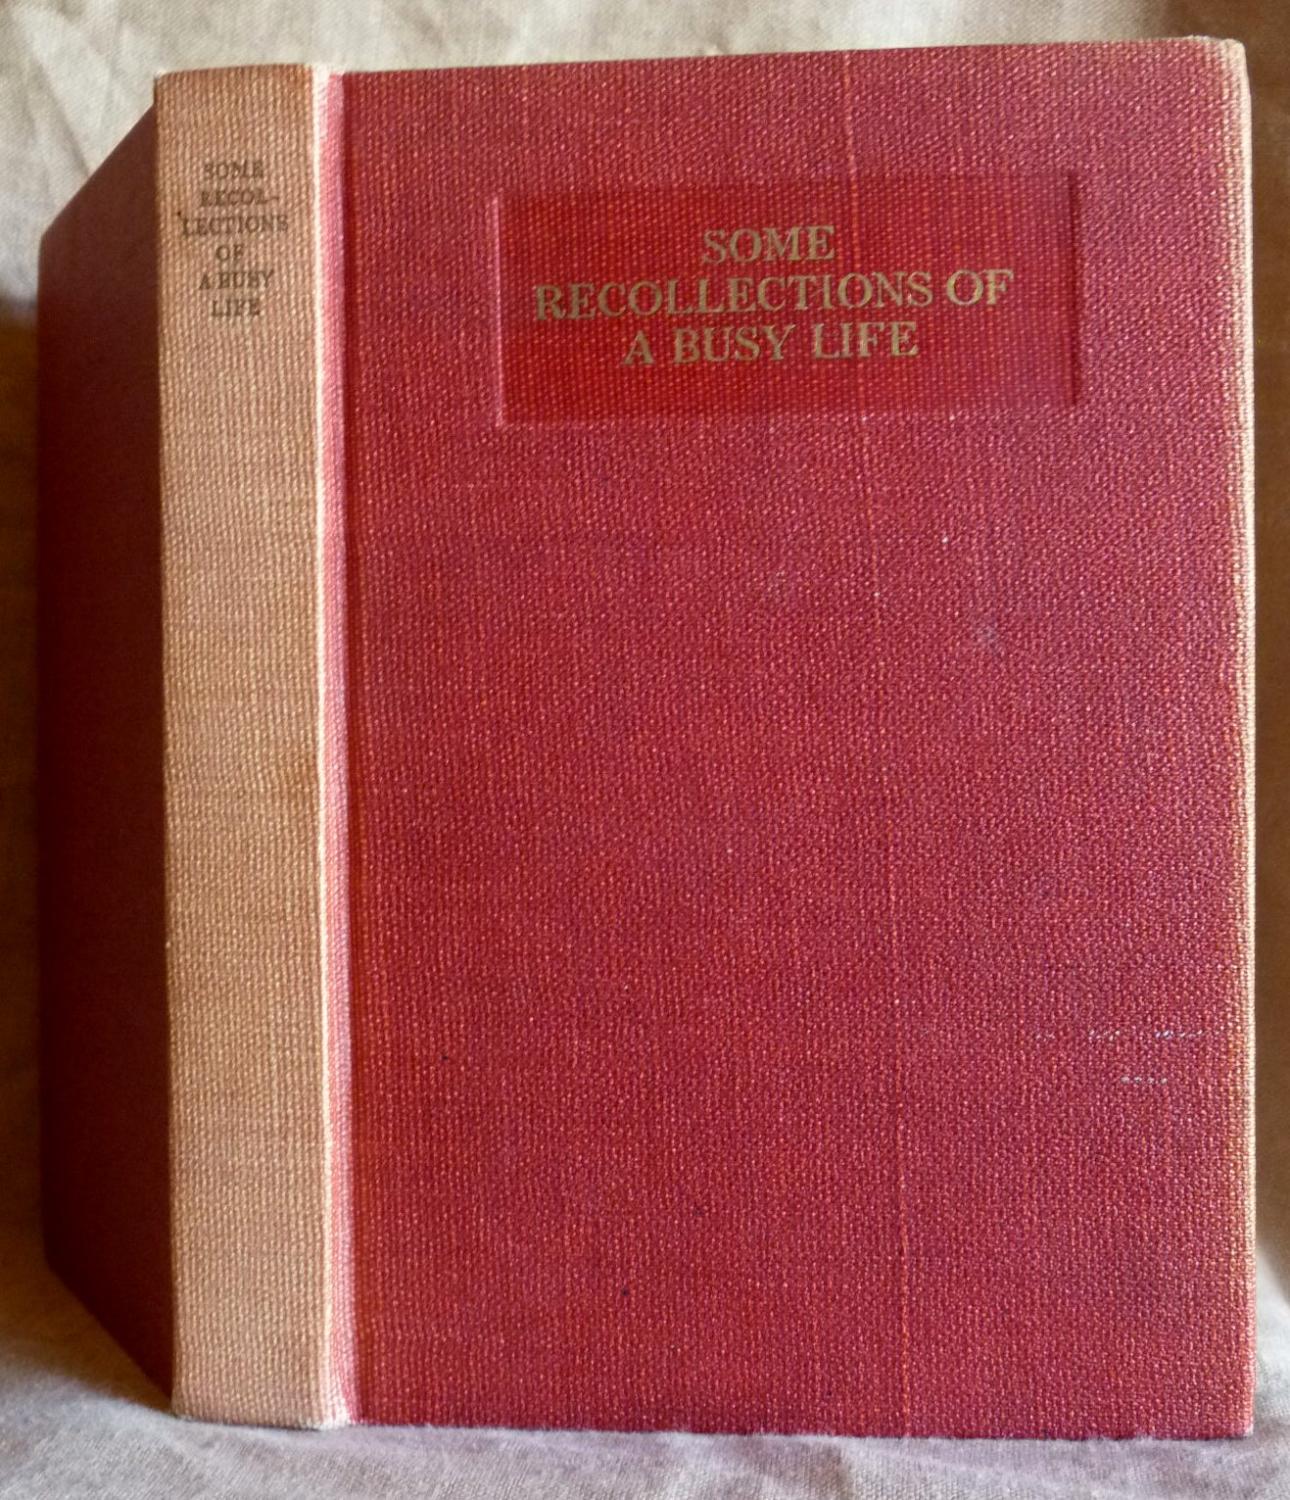 SOME
RECOL-
LECTIONS
OF
A BUSY
LIFE
SOME
RECOLLECTIONS OF
A BUSY LIFE